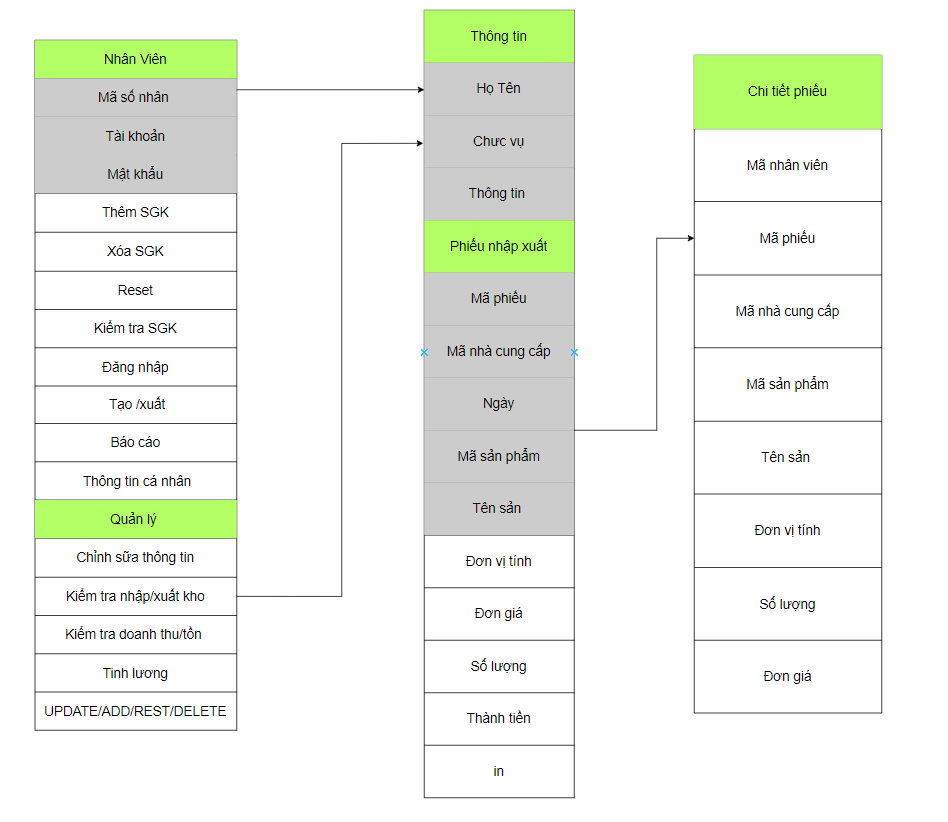 Nhân Viên
Mã số nhân
Tài khoản
Mật khẩu
Thêm SGK
Xóa SGK
Reset
Kiểm tra SGK
Đăng nhập
Tạo /xuất
Báo cáo
Thông tin cá nhân
Quản lý
Chỉnh sữa thông tin
Kiểm tra nhập/xuất kho
Kiểm tra doanh thu/tồn
Tinh lương
UPDATE/ADD/REST/DELETE
Thông tin
Họ Tên
Chưc vụ
Thông tin
Phiếu nhập xuất
Mã phiếu
Mã nhà cung cấp
Ngày
Mã sản phẩm
Tên sản
Đơn vị tính
Đơn giá
Số lượng
Thành tiền
in
Chi tiết phiếu
Mã nhân viên
Mã phiếu
Mã nhà cung cấp
Mã sản phẩm
Tên sản
Đơn vị tính
Số lượng
Đơn giá